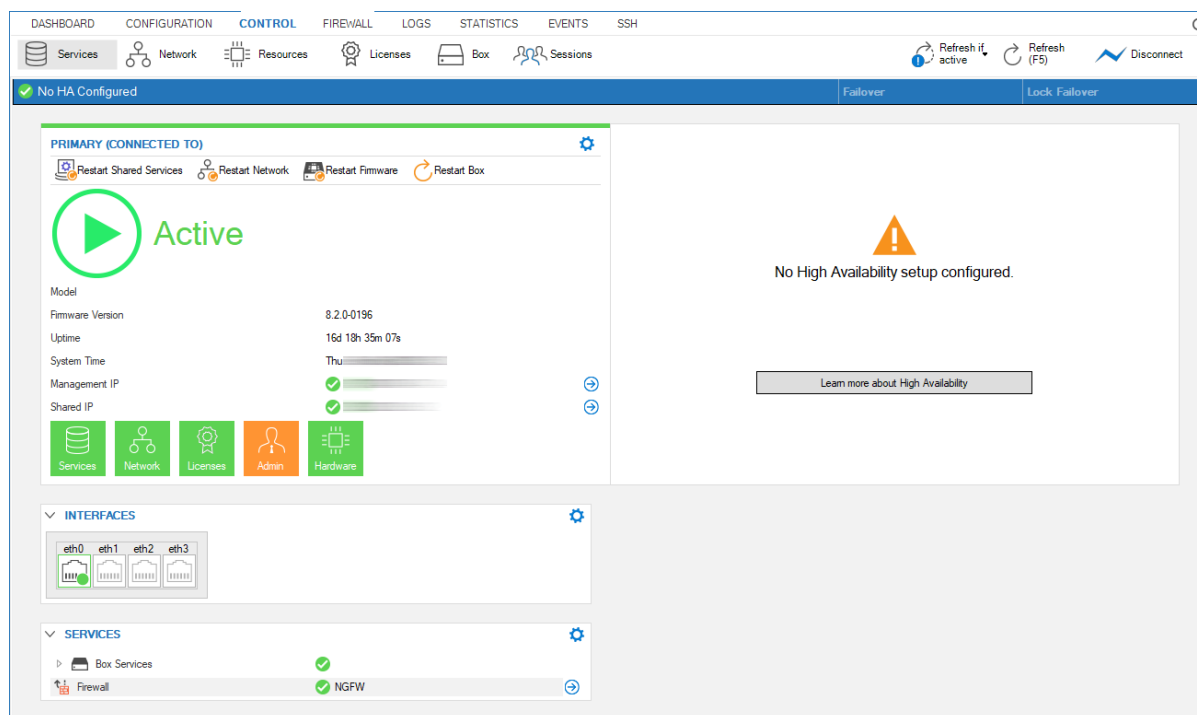 DASHBOARD CONFIGURATION CONTROL FIREWALL LOGS STATISTICS EVENTS SSH
Services Network Resources Licenses Box Sessions Refresh if active Refresh (F5) Disconnect
No HA Configured Failover Lock Failover
PRIMARY (CONNECTED TO)
Restart Shared Services Restart Network Restart Firmware Restart Box
Active
No High Availability setup configured.
Learn more about High Availability
Model
Firmware Version 8.2.0-0196
Uptime 16d 18h 35m 07s
System Time Thu
Management IP
Shared IP
Services Network Licenses Admin Hardware
INTERFACES
eth0 eth1 eth2 eth3
SERVICES
Box Services
Firewall NGFW